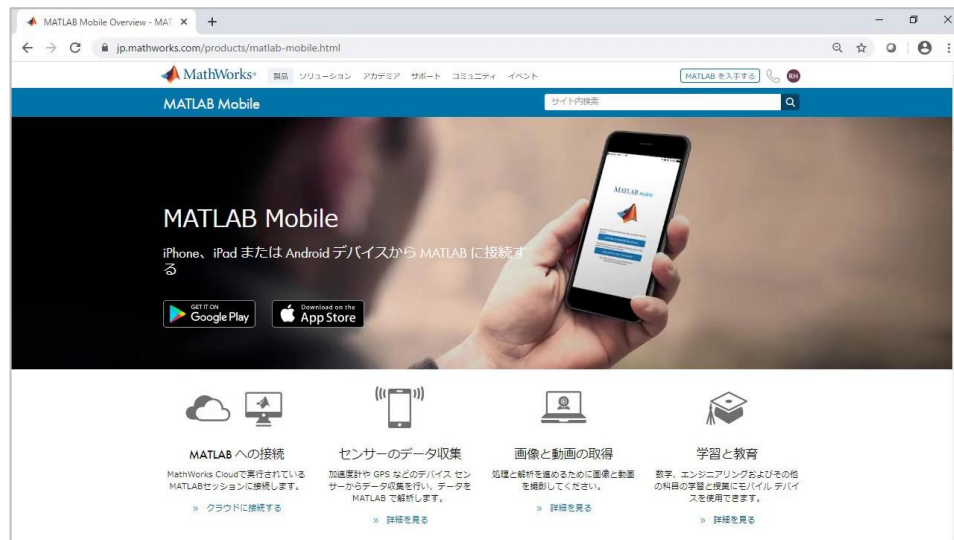 MATLAB Mobile Overview - MAT
jp.mathworks.com/products/matlab-mobile.html
MathWorks® 製品 ソリューション アカデミア サポート コミュニティ イベント MATLAB を入手する RH
MATLAB Mobile サイト内検索
MATLAB Mobile
MATLAB Mobile
iPhone、iPad または Android デバイスから MATLAB に接続す
る
GET IT ON
Google Play
Download on the
App Store
MATLAB への接続
MathWorks Cloudで実行されている
MATLABセッションに接続します。
» クラウドに接続する
センサーのデータ収集
加速度計や GPS などのデバイス セン
サーからデータ収集を行い、データを
MATLAB で解析します。
» 詳細を見る
画像と動画の取得
処理と解析を進めるために画像と動画
を撮影してください。
» 詳細を見る
学習と教育
数学、エンジニアリングおよびその他
の科目の学習と授業にモバイル デバイ
スを使用できます。
» 詳細を見る